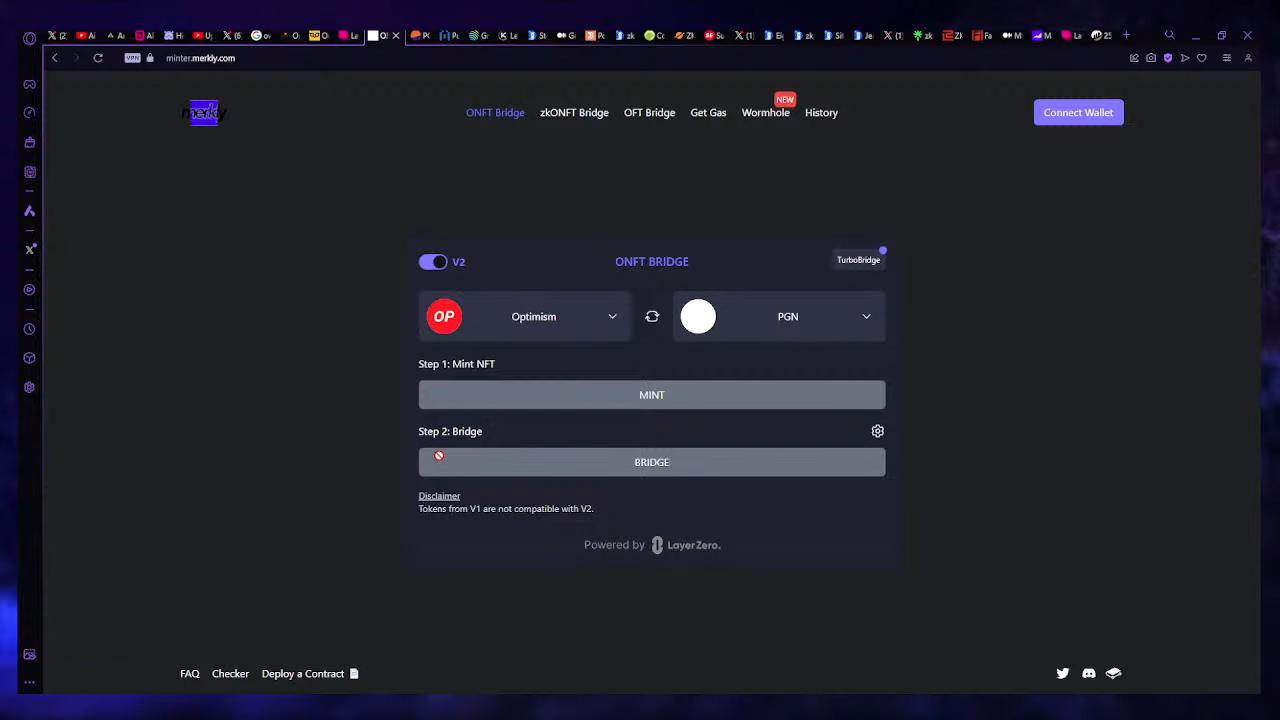 minter.merkly.com
VPN
merkly
ONFT Bridge
zkONFT Bridge
OFT Bridge
Get Gas
Wormhole
NEW
History
Connect Wallet
V2
ONFT BRIDGE
TurboBridge
OP
Optimism
PGN
Step 1: Mint NFT
MINT
Step 2: Bridge
BRIDGE
Disclaimer
Tokens from V1 are not compatible with V2.
Powered by LayerZero.
FAQ
Checker
Deploy a Contract